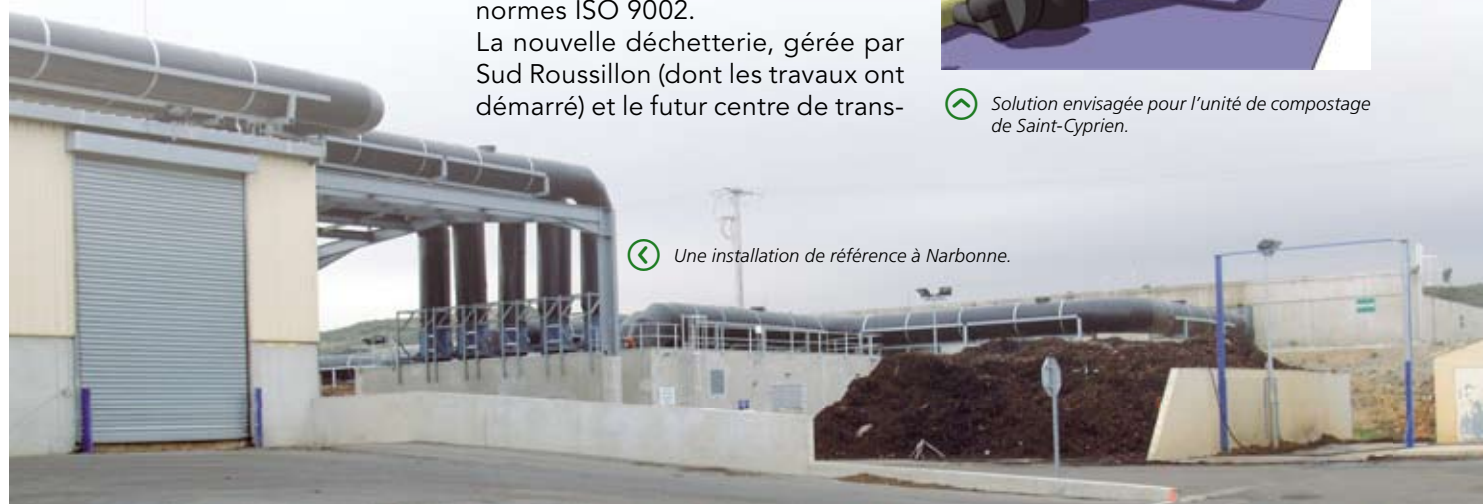 normes ISO 9002.
La nouvelle déchetterie, gérée par
Sud Roussillon (dont les travaux ont
démarré) et le futur centre de trans-
Solution envisagée pour l'unité de compostage
de Saint-Cyprien.
Une installation de référence à Narbonne.